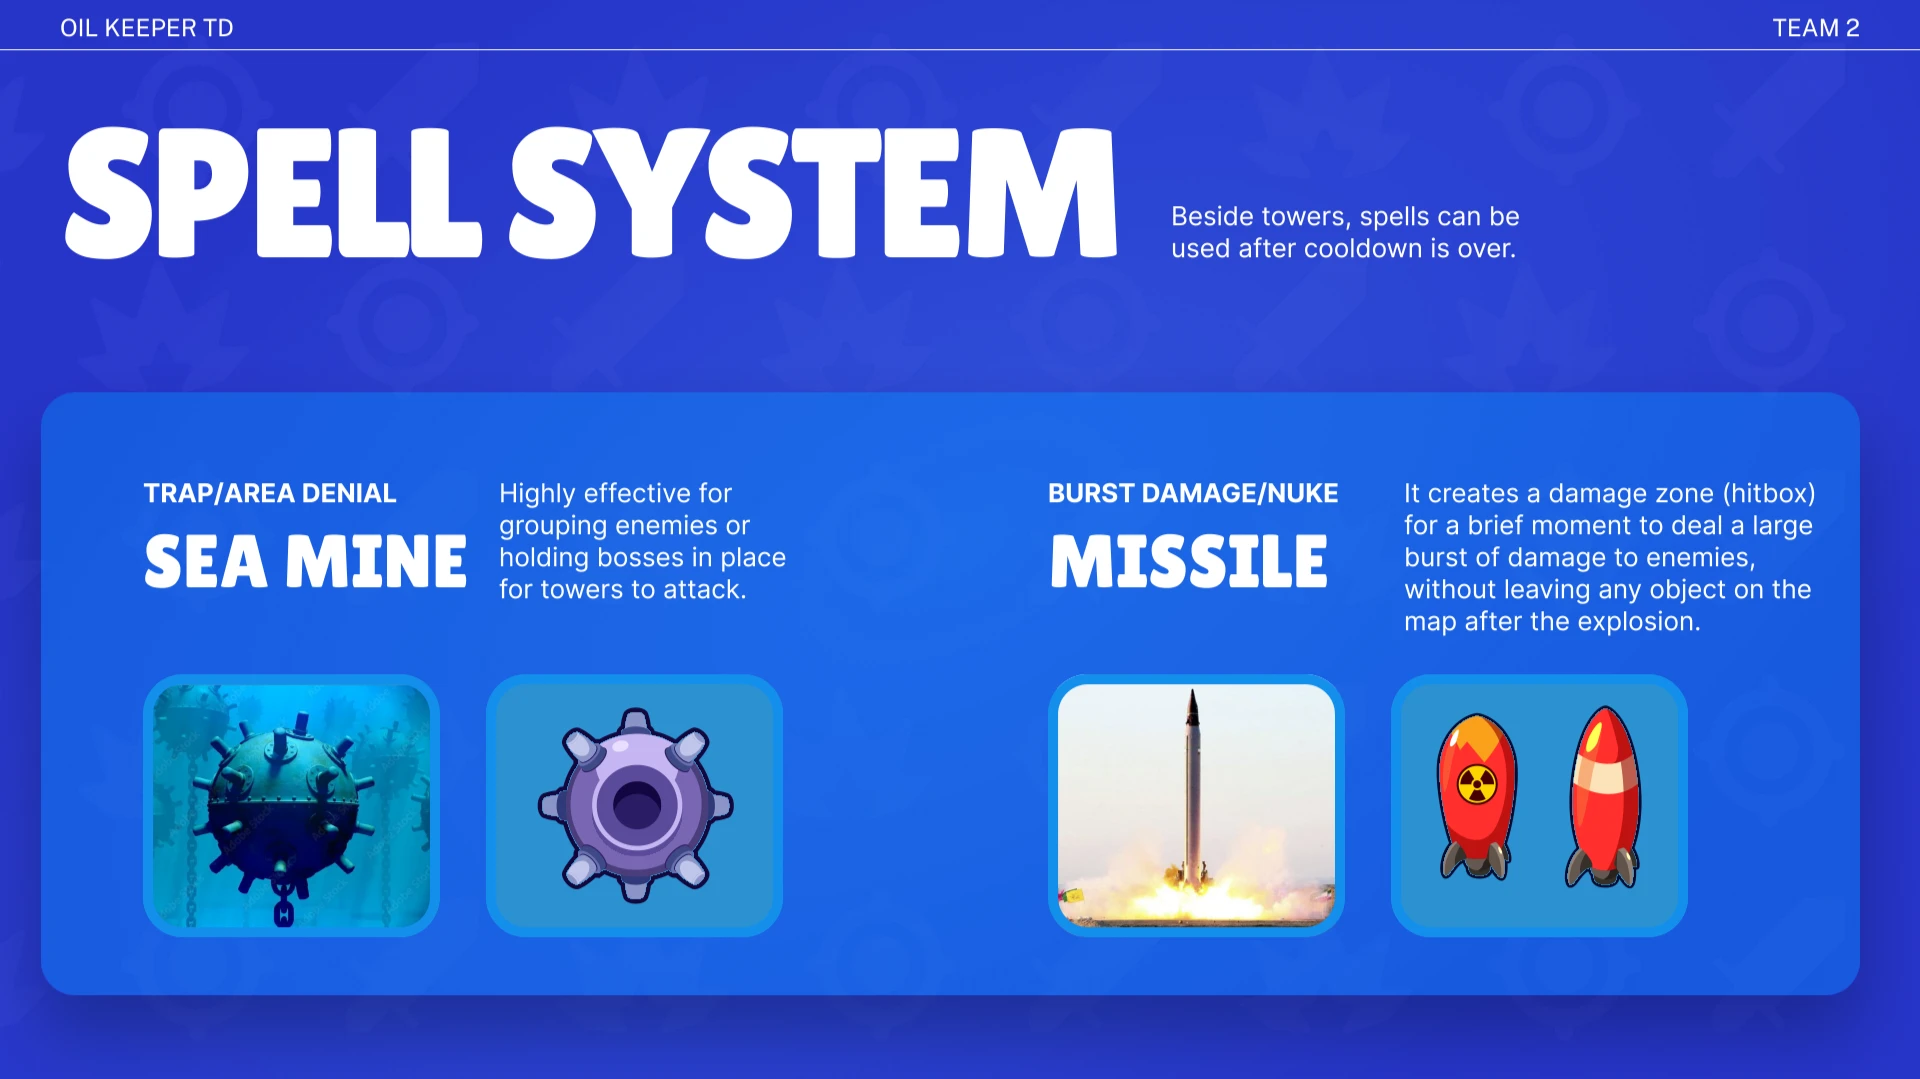 OIL KEEPER TD
TEAM 2
SPELL SYSTEM
Beside towers, spells can be
used after cooldown is over.
TRAP/AREA DENIAL
SEA MINE
Highly effective for
grouping enemies or
holding bosses in place
for towers to attack.
BURST DAMAGE/NUKE
MISSILE
It creates a damage zone (hitbox)
for a brief moment to deal a large
burst of damage to enemies,
without leaving any object on the
map after the explosion.